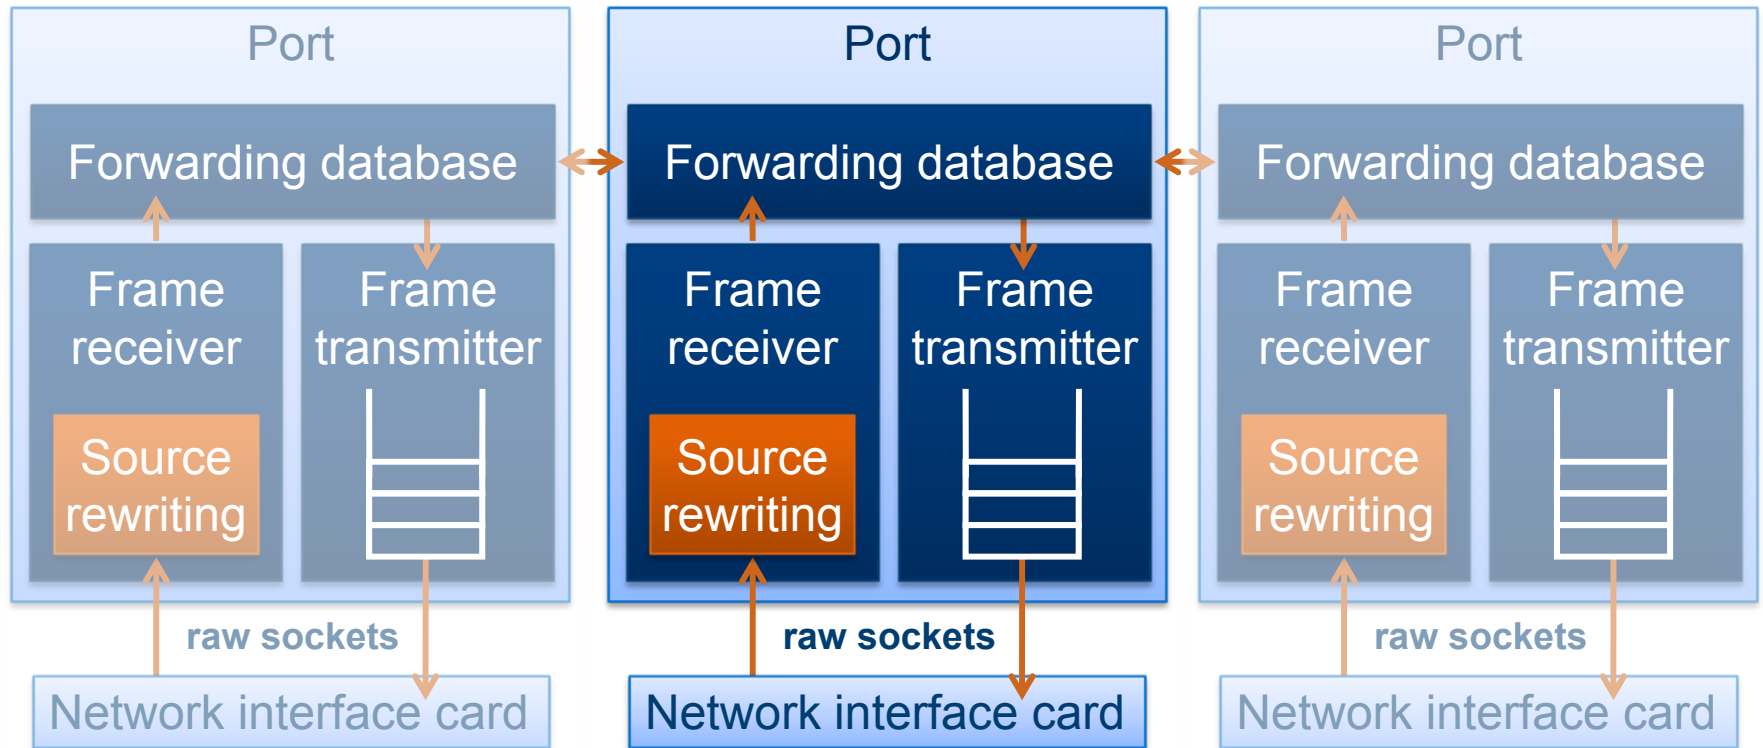 Port
Forwarding database
Frame
receiver
Frame
transmitter
Source
rewriting
raw sockets
Network interface card
Port
Forwarding database
Frame
receiver
Frame
transmitter
Source
rewriting
raw sockets
Network interface card
Port
Forwarding database
Frame
receiver
Frame
transmitter
Source
rewriting
raw sockets
Network interface card